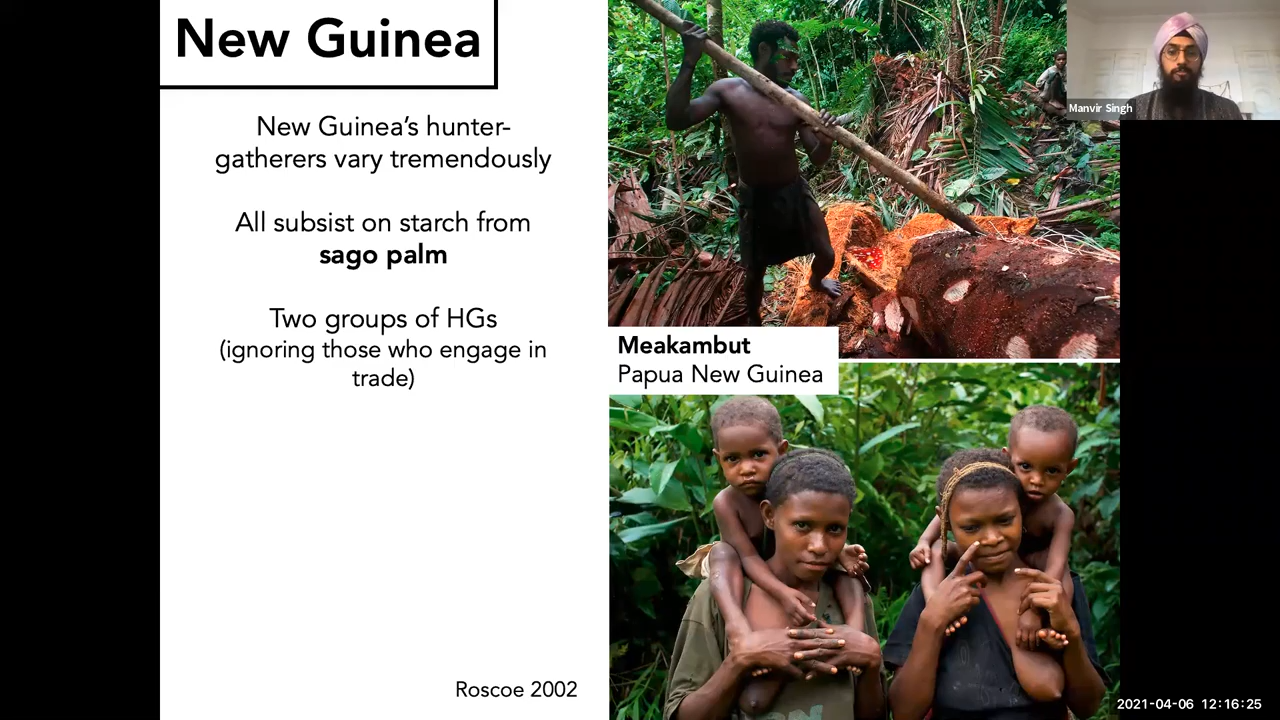 New Guinea
New Guinea's hunter-
gatherers vary tremendously
All subsist on starch from
sago palm
Two groups of HGs
(ignoring those who engage in
trade)
Roscoe 2002
Meakambut
Papua New Guinea
Manvir Singh
2021-04-06 12:16:25